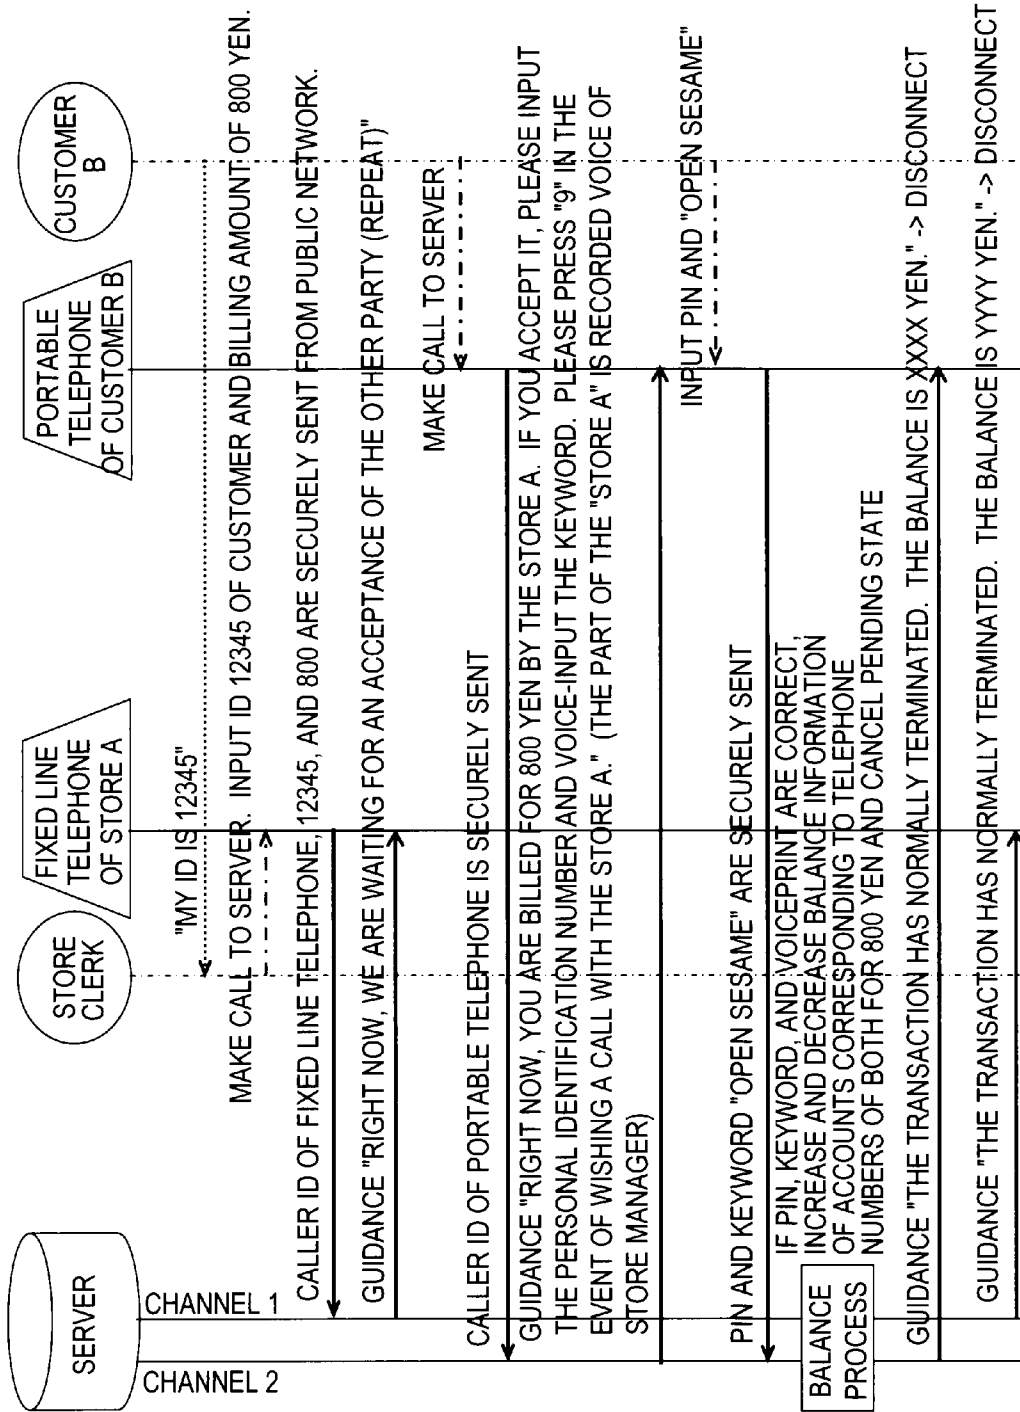 SERVER
STORE
CLERK
FIXED LINE
TELEPHONE
OF STORE A
PORTABLE
TELEPHONE
OF CUSTOMER B
CUSTOMER
B
CHANNEL 1
CHANNEL 2
"MY ID IS 12345"
MAKE CALL TO SERVER. INPUT ID 12345 OF CUSTOMER AND BILLING AMOUNT OF 800 YEN.
CALLER ID OF FIXED LINE TELEPHONE, 12345, AND 800 ARE SECURELY SENT FROM PUBLIC NETWORK.
GUIDANCE "RIGHT NOW, WE ARE WAITING FOR AN ACCEPTANCE OF THE OTHER PARTY (REPEAT)"
MAKE CALL TO SERVER
CALLER ID OF PORTABLE TELEPHONE IS SECURELY SENT
GUIDANCE "RIGHT NOW, YOU ARE BILLED FOR 800 YEN BY THE STORE A. IF YOU ACCEPT IT, PLEASE INPUT
THE PERSONAL IDENTIFICATION NUMBER AND VOICE-INPUT THE KEYWORD. PLEASE PRESS "9" IN THE
EVENT OF WISHING A CALL WITH THE STORE A." (THE PART OF THE "STORE A" IS RECORDED VOICE OF
STORE MANAGER)
INPUT PIN AND "OPEN SESAME"
PIN AND KEYWORD "OPEN SESAME" ARE SECURELY SENT
BALANCE
PROCESS
IF PIN, KEYWORD, AND VOICEPRINT ARE CORRECT,
INCREASE AND DECREASE BALANCE INFORMATION
OF ACCOUNTS CORRESPONDING TO TELEPHONE
NUMBERS OF BOTH FOR 800 YEN AND CANCEL PENDING STATE
GUIDANCE "THE TRANSACTION HAS NORMALLY TERMINATED. THE BALANCE IS XXXX YEN." -> DISCONNECT
GUIDANCE "THE TRANSACTION HAS NORMALLY TERMINATED. THE BALANCE IS YYYY YEN." -> DISCONNECT